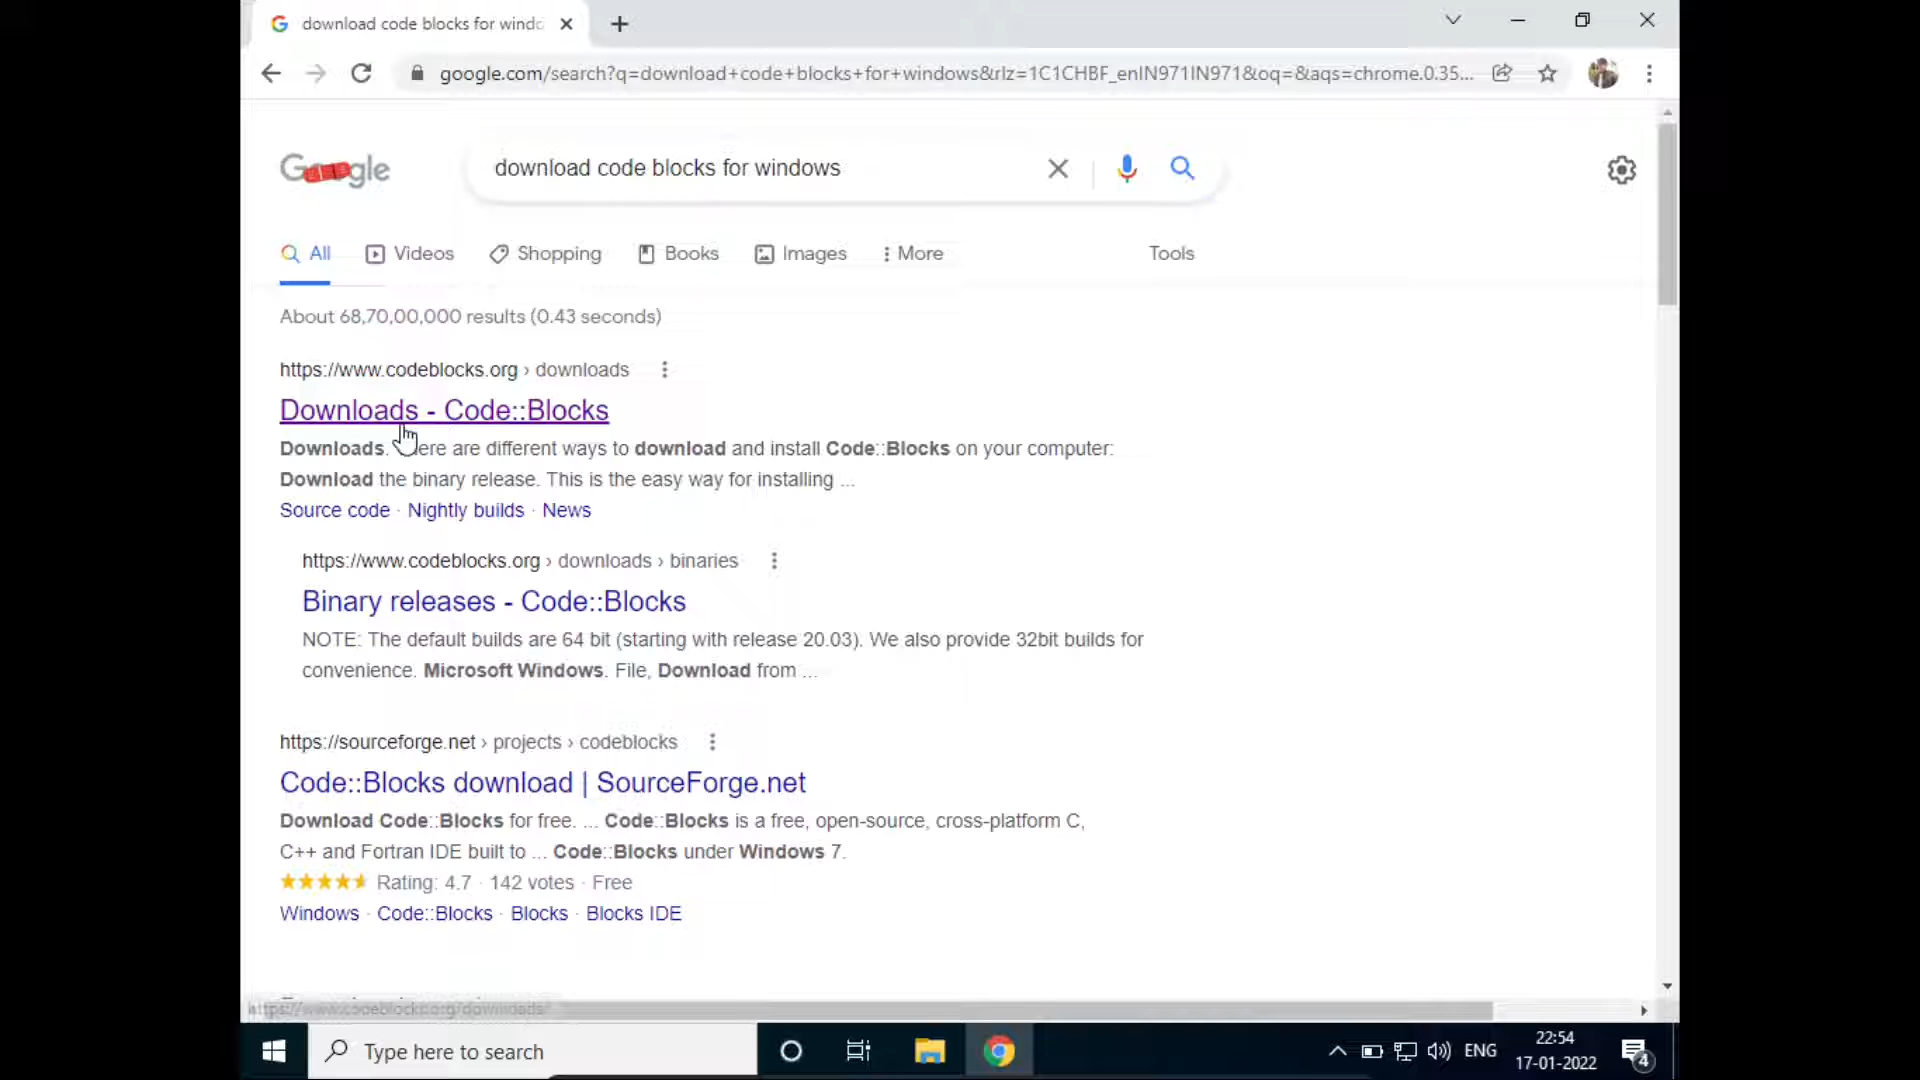 download code blocks for windo
google.com/search?q=download+code+blocks+for+windows&rlz=1C1CHBF_enIN971IN971&oq=&aqs=chrome.0.35...
Google
download code blocks for windows
All Videos Shopping Books Images More Tools
About 68,70,00,000 results (0.43 seconds)
https://www.codeblocks.org › downloads
Downloads - Code::Blocks
Downloads. ere are different ways to download and install Code::Blocks on your computer:
Download the binary release. This is the easy way for installing ...
Source code · Nightly builds · News
https://www.codeblocks.org › downloads › binaries
Binary releases - Code::Blocks
NOTE: The default builds are 64 bit (starting with release 20.03). We also provide 32bit builds for
convenience. Microsoft Windows. File, Download from ...
https://sourceforge.net › projects › codeblocks
Code::Blocks download | SourceForge.net
Download Code::Blocks for free. ... Code::Blocks is a free, open-source, cross-platform C,
C++ and Fortran IDE built to ... Code::Blocks under Windows 7.
Rating: 4.7 · 142 votes · Free
Windows · Code::Blocks · Blocks · Blocks IDE
https://www.codeblocks.org/downloads/
Type here to search
ENG
22:54
17-01-2022
4